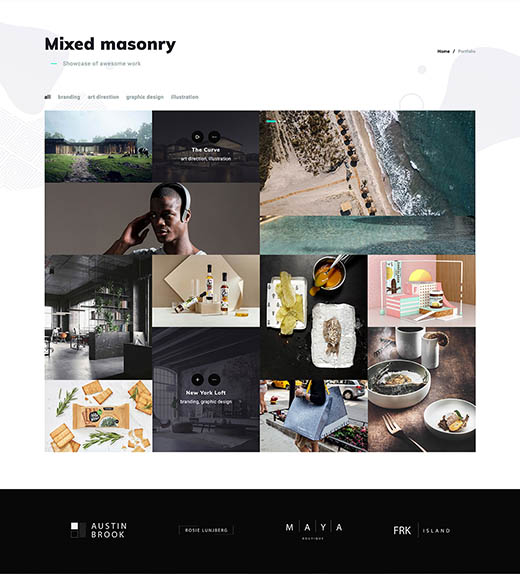 Mixed masonry
Home / Portfolio
Showcase of awesome work
all branding art direction graphic design illustration
The Curve
art direction, illustration
New York Loft
branding, graphic design
AUSTIN
BROOK
ROSIE LUNJBERG
M A Y A
BOUTIQUE
FRK ISLAND